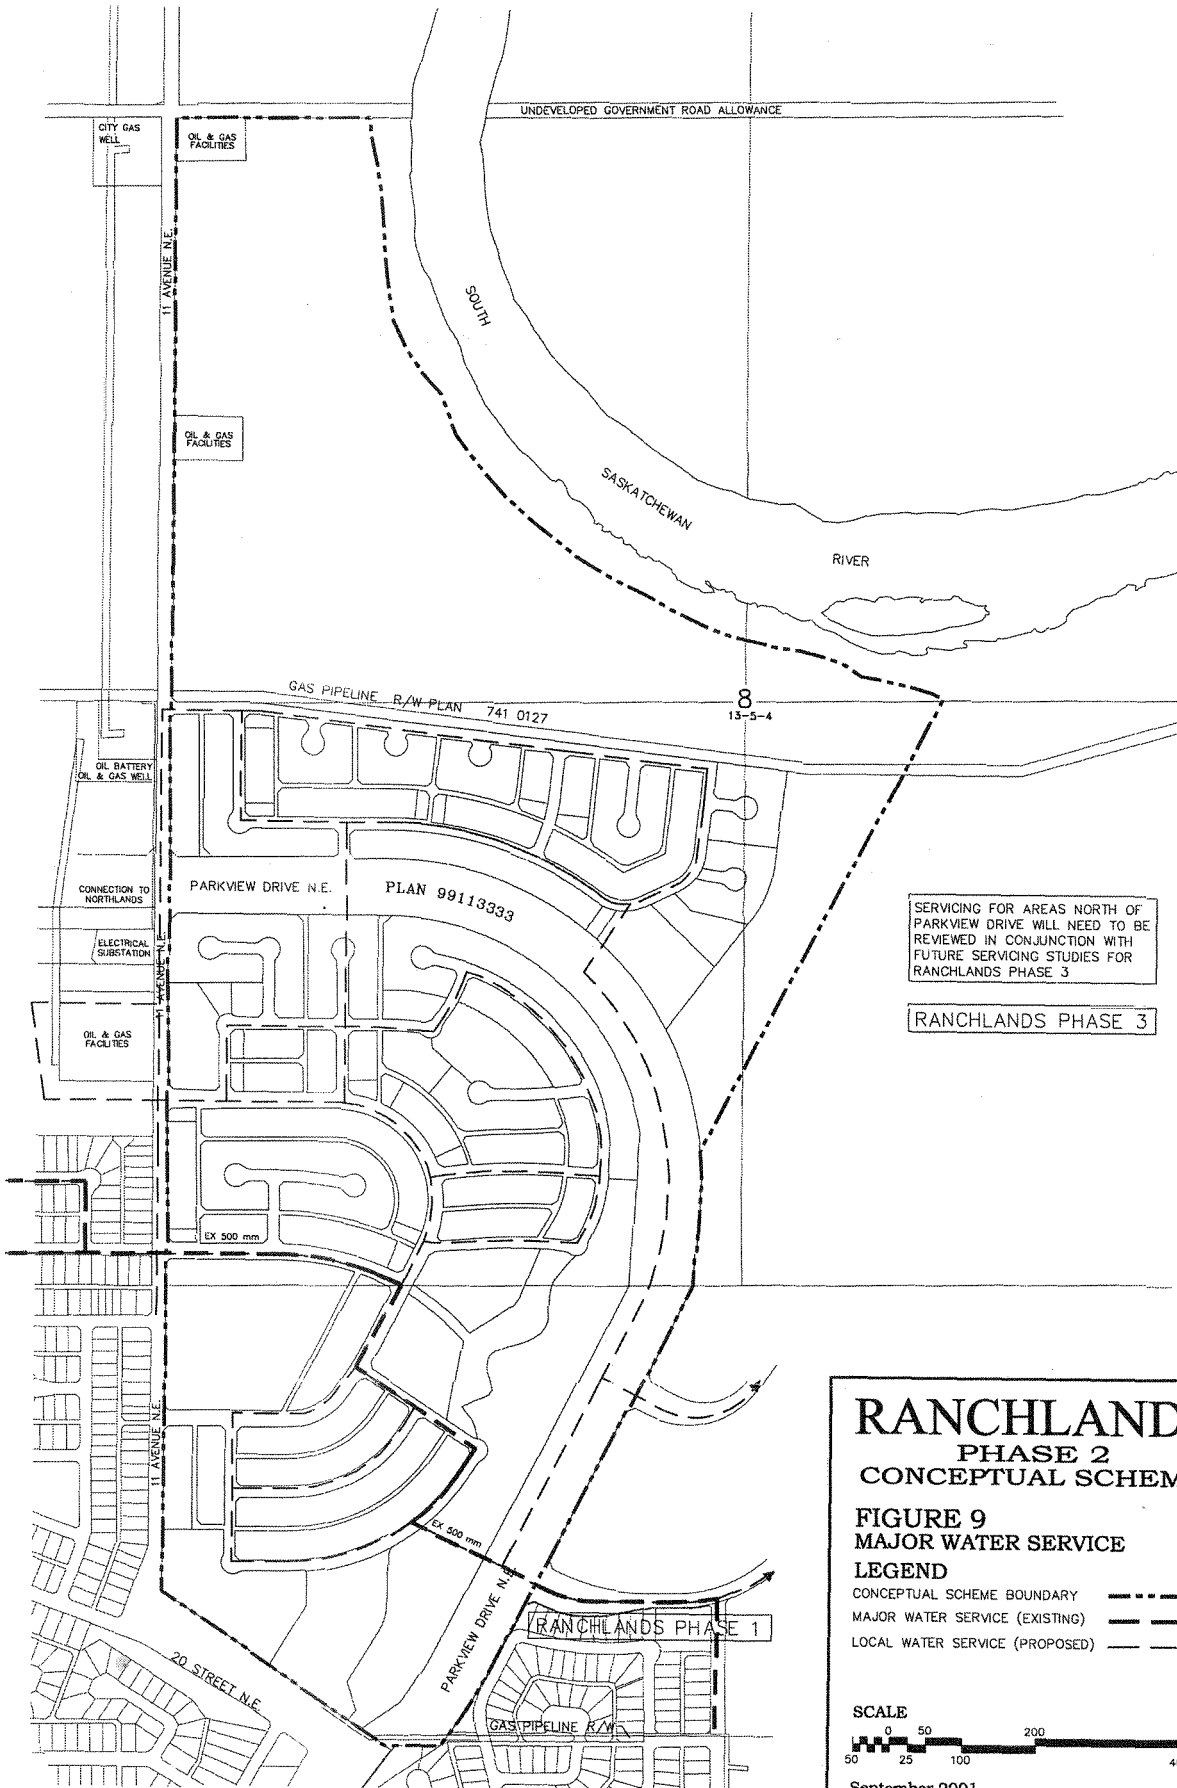 UNDEVELOPED GOVERNMENT ROAD ALLOWANCE
CITY GAS
WELL
OIL & GAS
FACILITIES
11 AVENUE N.E.
SOUTH
OIL & GAS
FACILITIES
SASKATCHEWAN
RIVER
GAS PIPELINE R/W PLAN 741 0127
8
13-5-4
OIL BATTERY
OIL & GAS WELL
CONNECTION TO
NORTHLANDS
PARKVIEW DRIVE N.E.
PLAN 99113333
ELECTRICAL
SUBSTATION
11 AVENUE N.E.
SERVICING FOR AREAS NORTH OF
PARKVIEW DRIVE WILL NEED TO BE
REVIEWED IN CONJUNCTION WITH
FUTURE SERVICING STUDIES FOR
RANCHLANDS PHASE 3
RANCHLANDS PHASE 3
OIL & GAS
FACILITIES
EX 500 mm
11 AVENUE N.E.
EX 500 mm
PARKVIEW DRIVE N.E.
RANCHLANDS PHASE 1
20 STREET N.E.
GAS PIPELINE R/W
RANCHLAND
PHASE 2
CONCEPTUAL SCHEM
FIGURE 9
MAJOR WATER SERVICE
LEGEND
CONCEPTUAL SCHEME BOUNDARY
MAJOR WATER SERVICE (EXISTING)
LOCAL WATER SERVICE (PROPOSED)
SCALE
0 50 200
50 25 100 40
September 2001